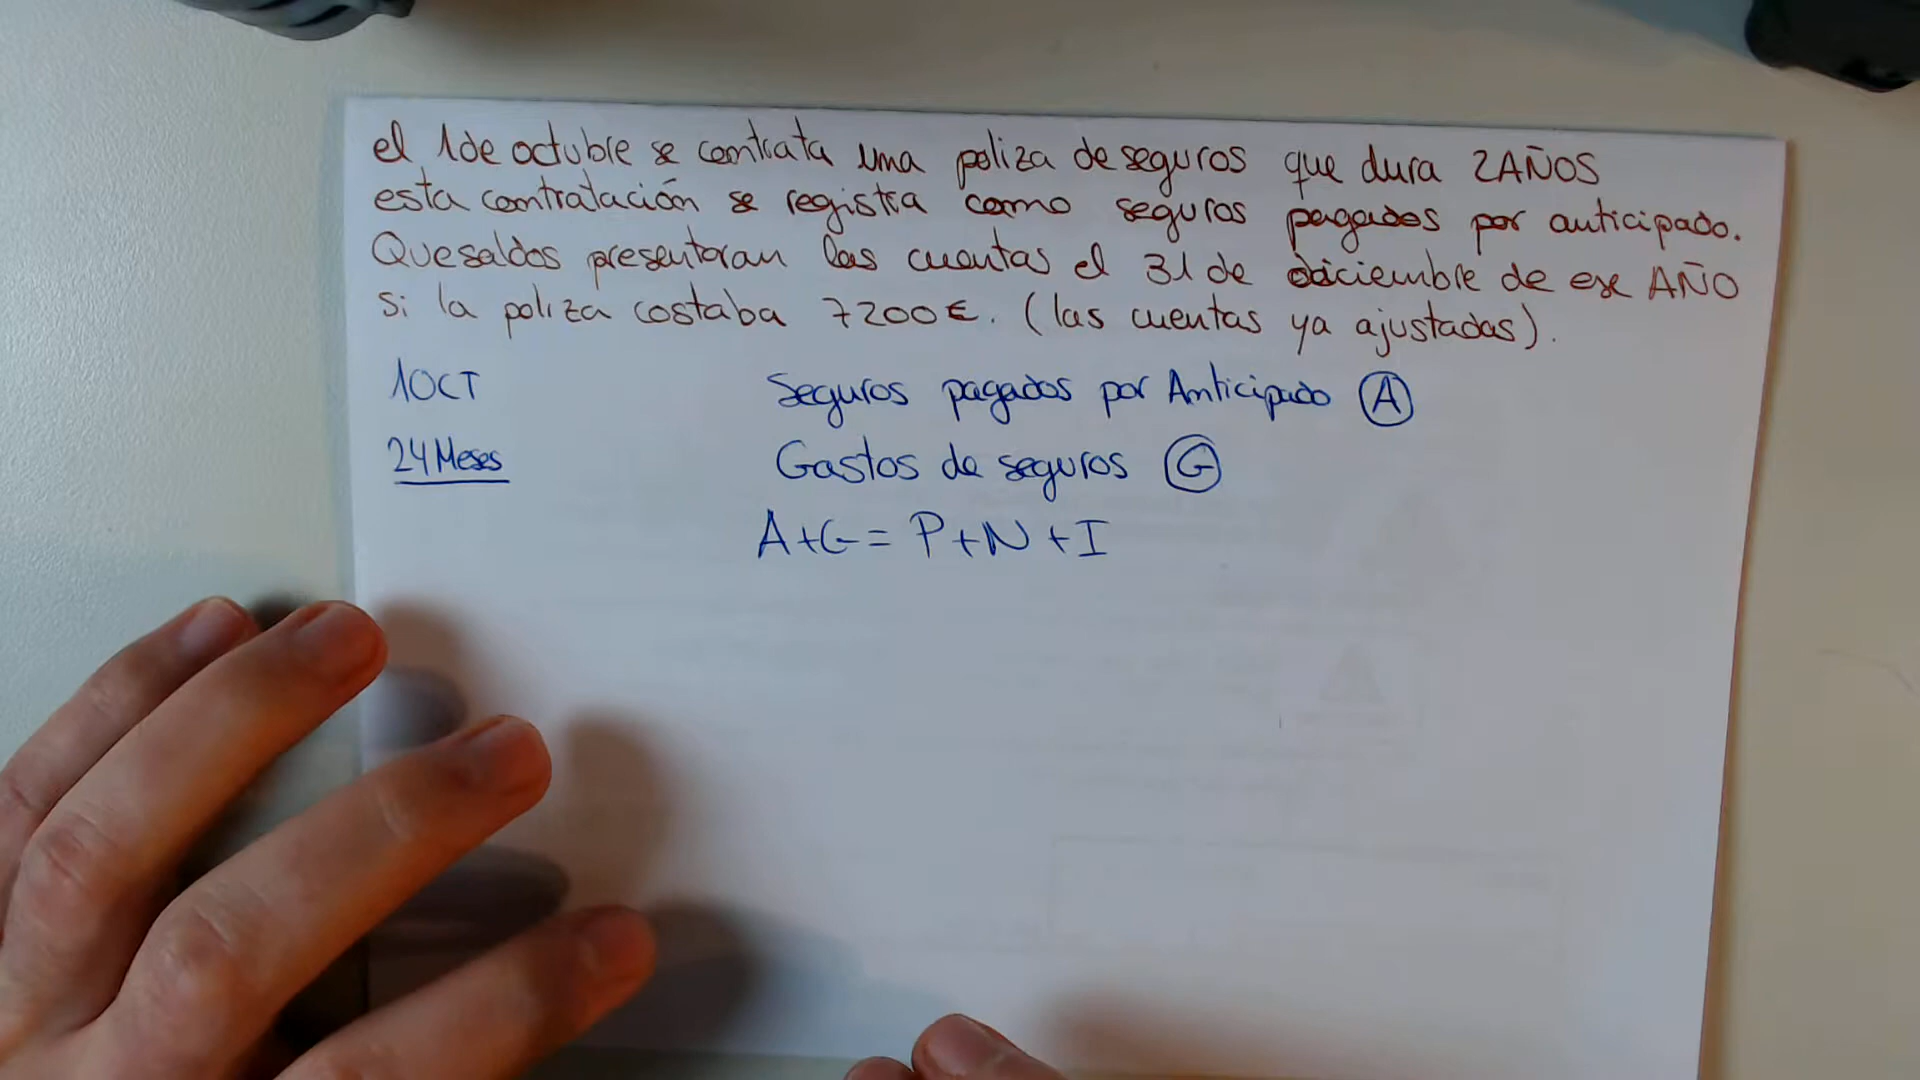 el 1 de octubre se contrata una poliza de seguros que dura 2 AÑOS
esta contratación se registra como seguros pagados por anticipado.
Que saldos presentaran las cuentas el 31 de diciembre de ese AÑO
Si la poliza costaba 7200€. (las cuentas ya ajustadas).
1 OCT
Seguros pagados por Anticipado A
24 Meses
Gastos de seguros G
A+G = P+N+I